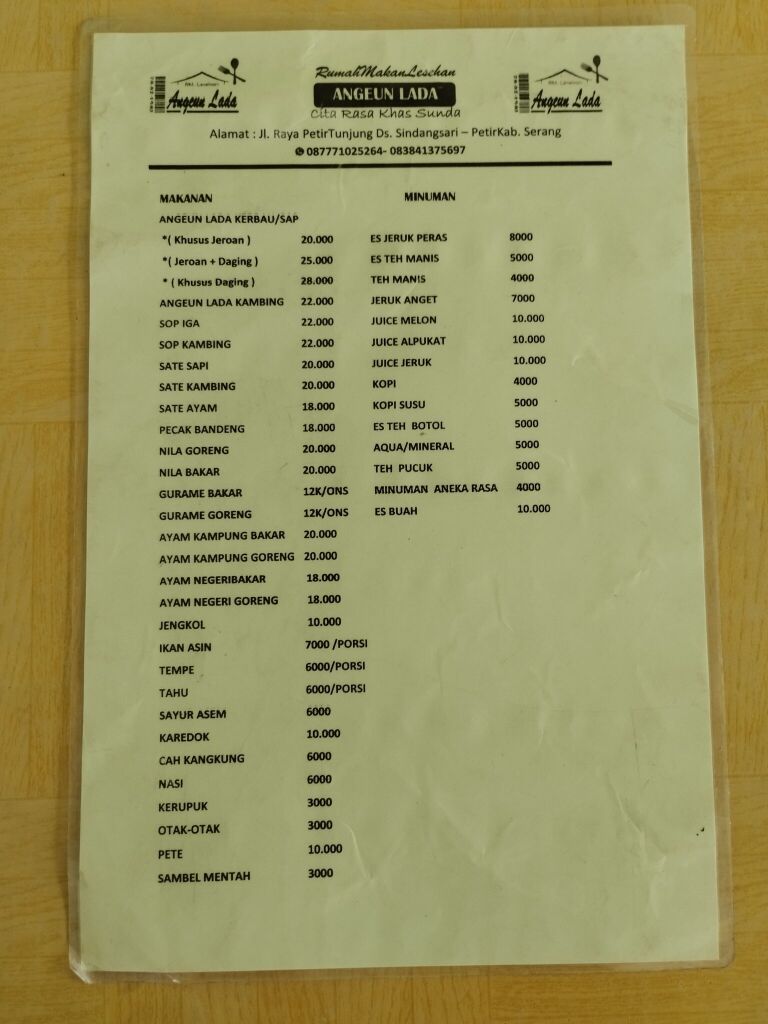 RumahMakanLesehan
ANGEUN LADA
Cita Rasa Khas Sunda
Angeun Lada
Angeun Lada
Alamat : Jl. Raya PetirTunjung Ds. Sindangsari – PetirKab. Serang
087771025264- 083841375697
MAKANAN MINUMAN
ANGEUN LADA KERBAU/SAP
*( Khusus Jeroan ) 20.000 ES JERUK PERAS 8000
*( Jeroan + Daging ) 25.000 ES TEH MANIS 5000
* ( Khusus Daging ) 28.000 TEH MANIS 4000
ANGEUN LADA KAMBING 22.000 JERUK ANGET 7000
SOP IGA 22.000 JUICE MELON 10.000
SOP KAMBING 22.000 JUICE ALPUKAT 10.000
SATE SAPI 20.000 JUICE JERUK 10.000
SATE KAMBING 20.000 KOPI 4000
SATE AYAM 18.000 KOPI SUSU 5000
PECAK BANDENG 18.000 ES TEH BOTOL 5000
NILA GORENG 20.000 AQUA/MINERAL 5000
NILA BAKAR 20.000 TEH PUCUK 5000
GURAME BAKAR 12K/ONS MINUMAN ANEKA RASA 4000
GURAME GORENG 12K/ONS ES BUAH 10.000
AYAM KAMPUNG BAKAR 20.000
AYAM KAMPUNG GORENG 20.000
AYAM NEGERIBAKAR 18.000
AYAM NEGERI GORENG 18.000
JENGKOL 10.000
IKAN ASIN 7000 /PORSI
TEMPE 6000/PORSI
TAHU 6000/PORSI
SAYUR ASEM 6000
KAREDOK 10.000
CAH KANGKUNG 6000
NASI 6000
KERUPUK 3000
OTAK-OTAK 3000
PETE 10.000
SAMBEL MENTAH 3000